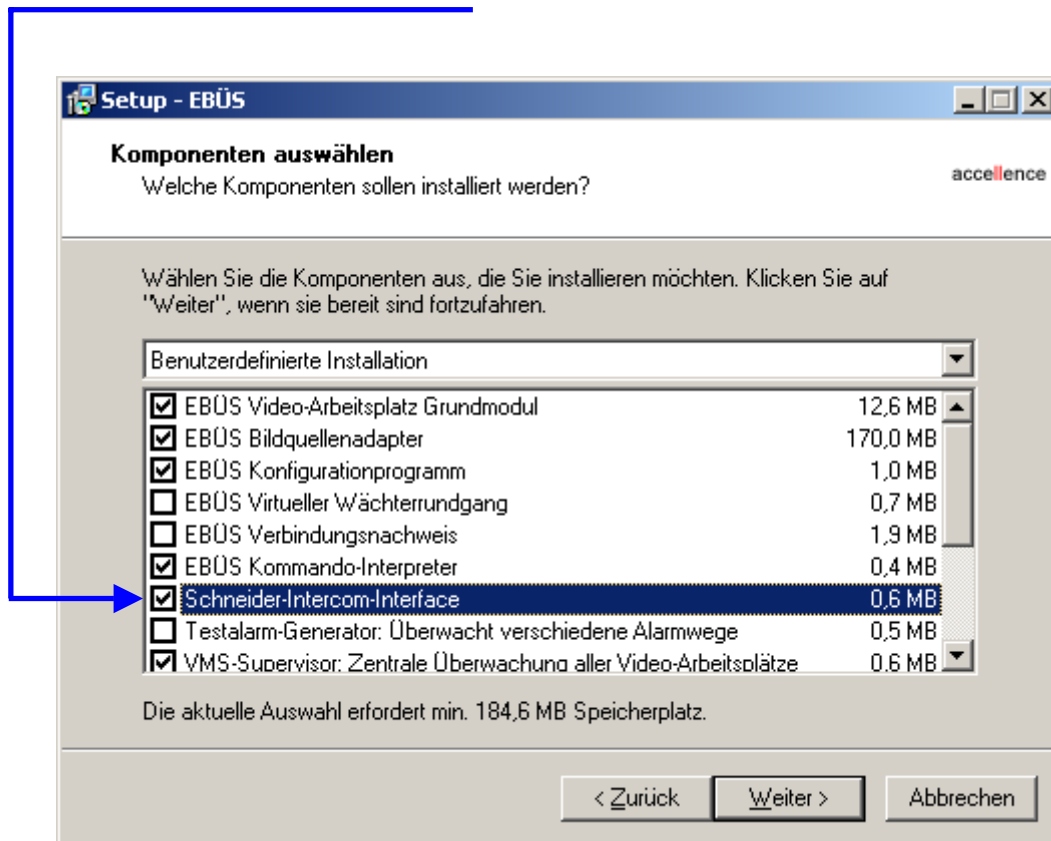 Setup - EBÜS
Komponenten auswählen
Welche Komponenten sollen installiert werden?
accellence
Wählen Sie die Komponenten aus, die Sie installieren möchten. Klicken Sie auf
"Weiter", wenn sie bereit sind fortzufahren.
Benutzerdefinierte Installation
EBÜS Video-Arbeitsplatz Grundmodul 12,6 MB
EBÜS Bildquellenadapter 170,0 MB
EBÜS Konfigurationprogramm 1,0 MB
EBÜS Virtueller Wächterrundgang 0,7 MB
EBÜS Verbindungsnachweis 1,9 MB
EBÜS Kommando-Interpreter 0,4 MB
Schneider-Intercom-Interface 0,6 MB
Testalarm-Generator: Überwacht verschiedene Alarmwege 0,5 MB
VMS-Supervisor: Zentrale Überwachung aller Video-Arbeitsplätze 0,6 MB
Die aktuelle Auswahl erfordert min. 184,6 MB Speicherplatz.
< Zurück Weiter > Abbrechen